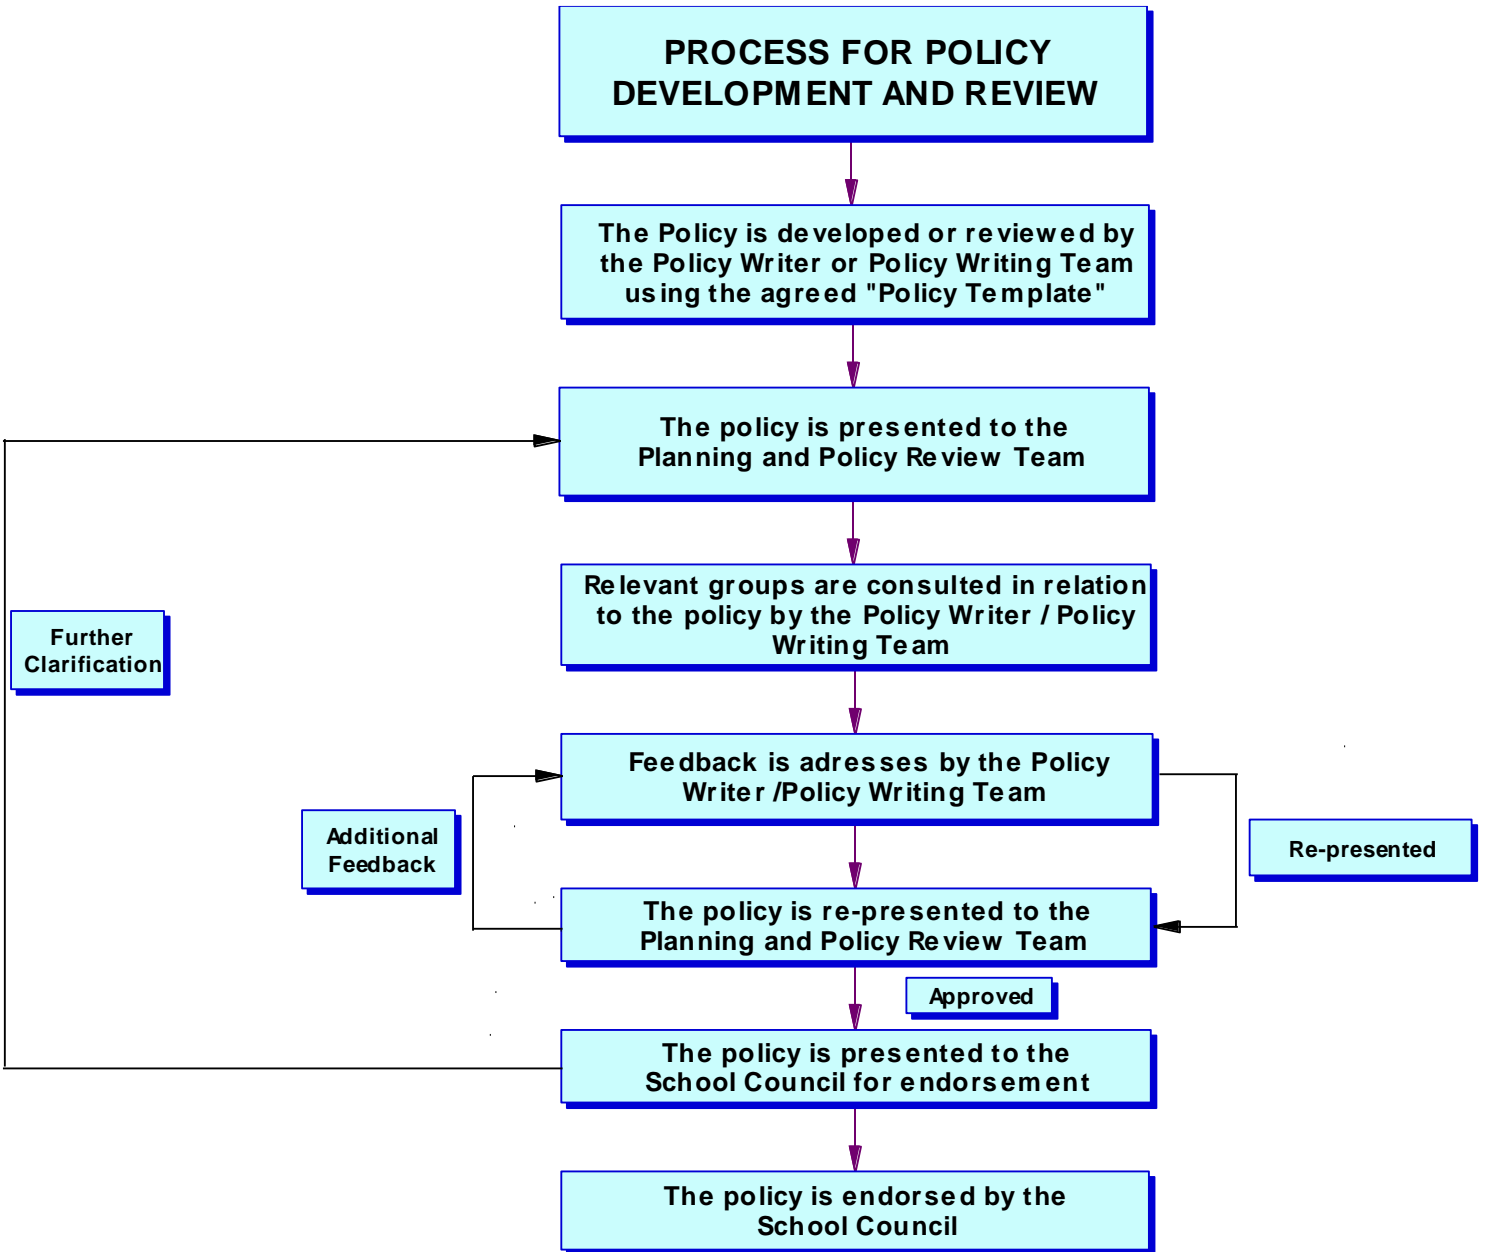 PROCESS FOR POLICY
DEVELOPMENT AND REVIEW
The Policy is developed or reviewed by
the Policy Writer or Policy Writing Team
using the agreed "Policy Template"
The policy is presented to the
Planning and Policy Review Team
Relevant groups are consulted in relation
to the policy by the Policy Writer / Policy
Writing Team
Further
Clarification
Feedback is adresses by the Policy
Writer /Policy Writing Team
Additional
Feedback
Re-presented
The policy is re-presented to the
Planning and Policy Review Team
Approved
The policy is presented to the
School Council for endorsement
The policy is endorsed by the
School Council